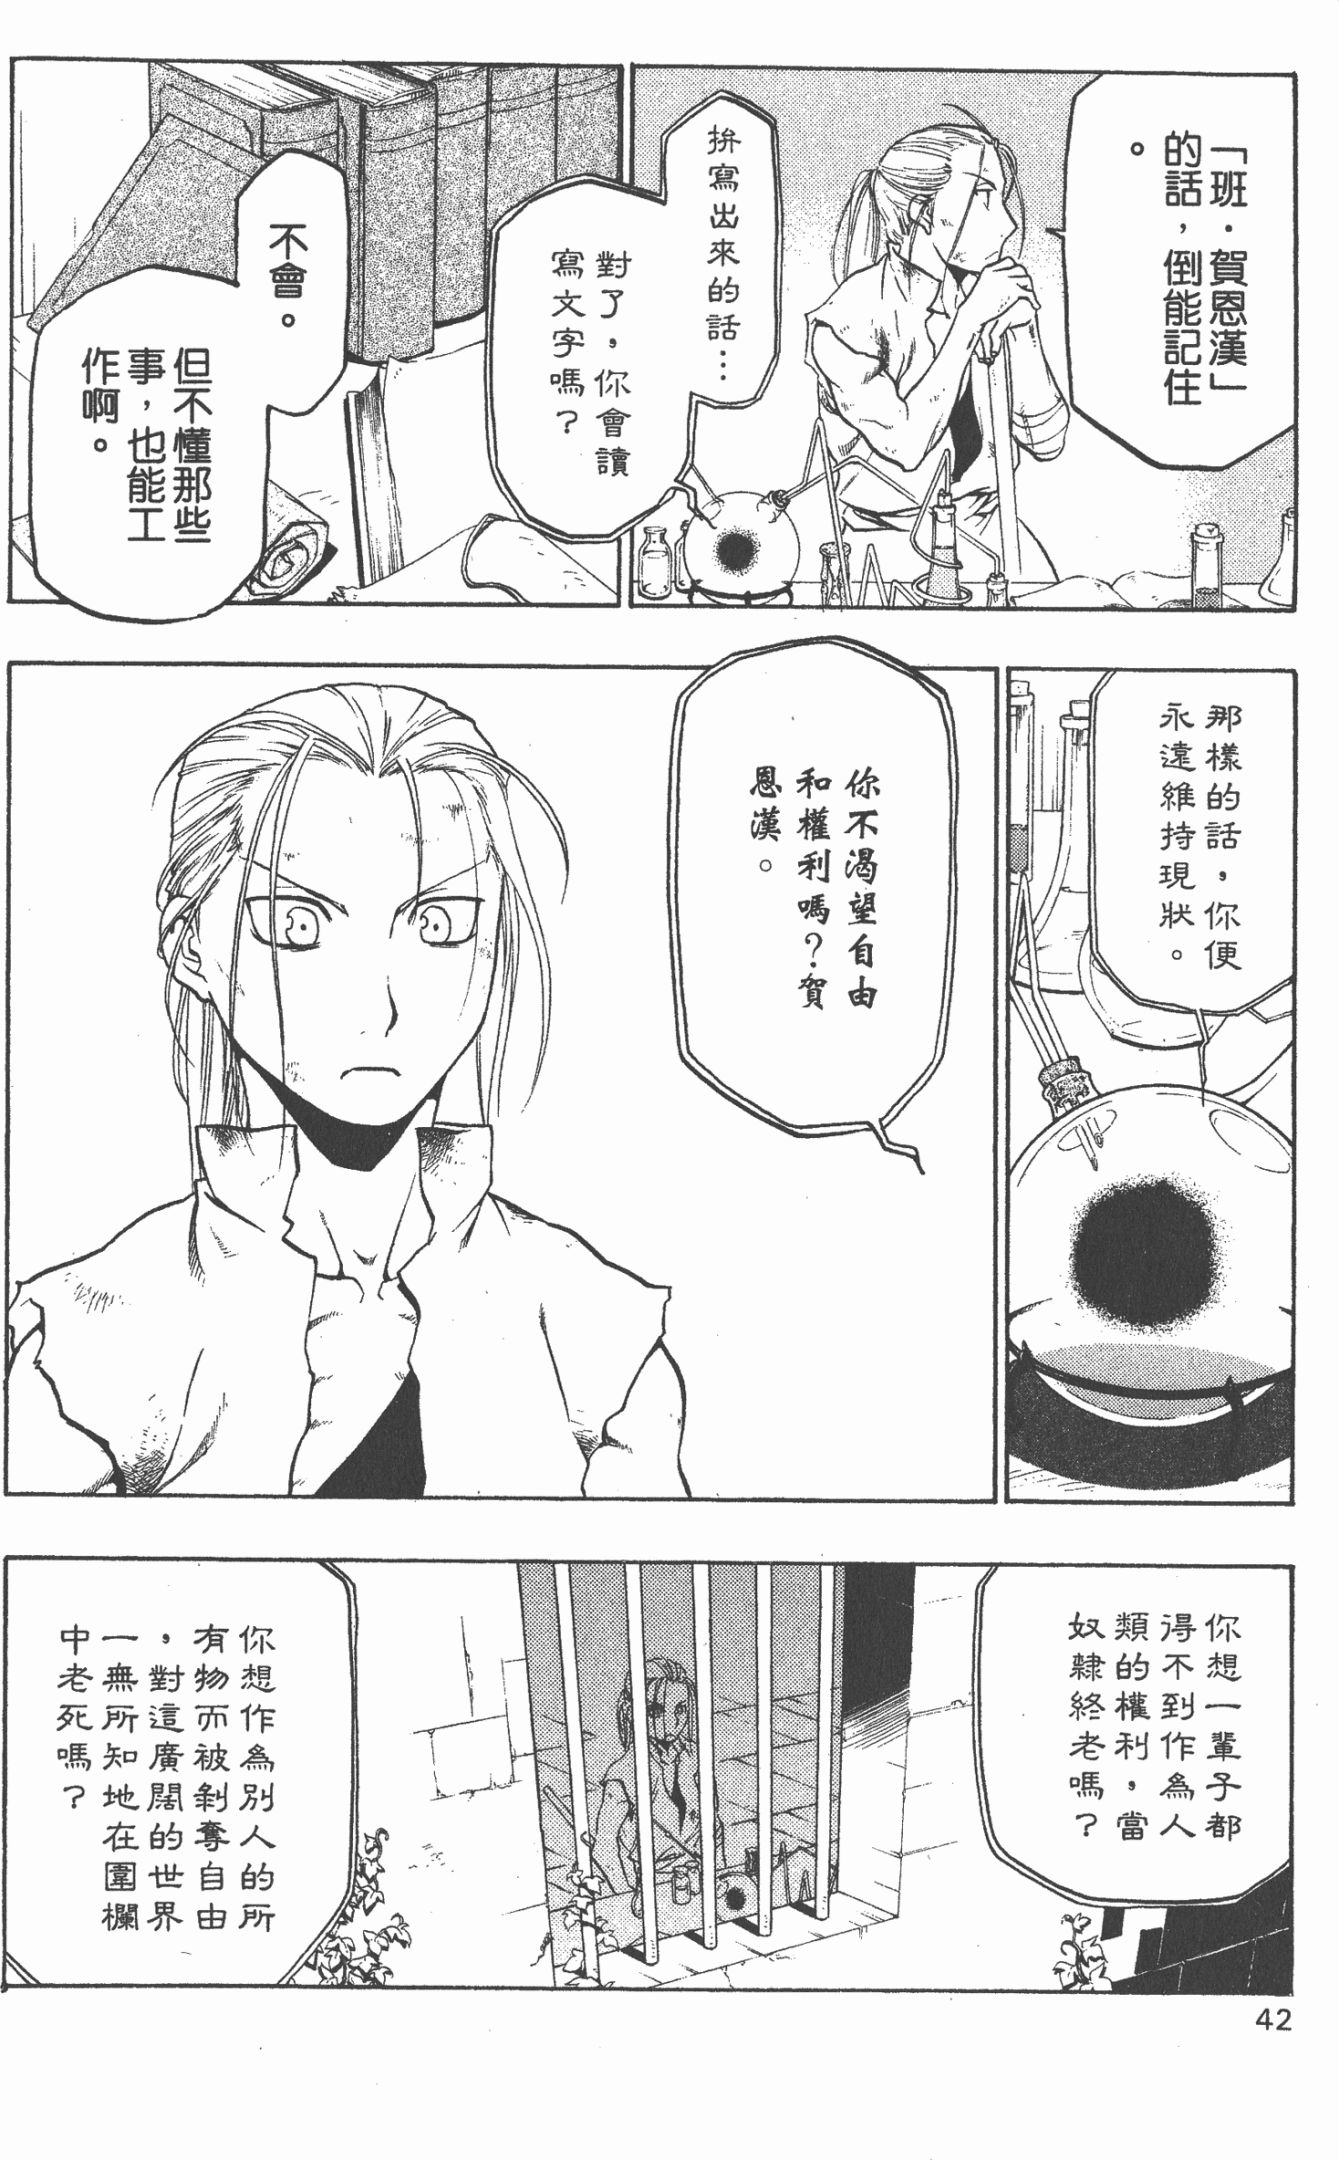 「班・賀恩漢」
的話，倒能記住
。
拚寫出來的話…
對了，你會讀
寫文字嗎？
不會。
但不懂那些
事，也能工
作啊。
那樣的話，你便
永遠維持現狀。
你不渴望自由
和權利嗎？賀
恩漢。
你想一輩子都
得不到作為人
類的權利，當
奴隸終老嗎？
你想作為別人的所
有物而被剝奪自由
，對這廣闊的世界
一無所知地在圍欄
中老死嗎？
42